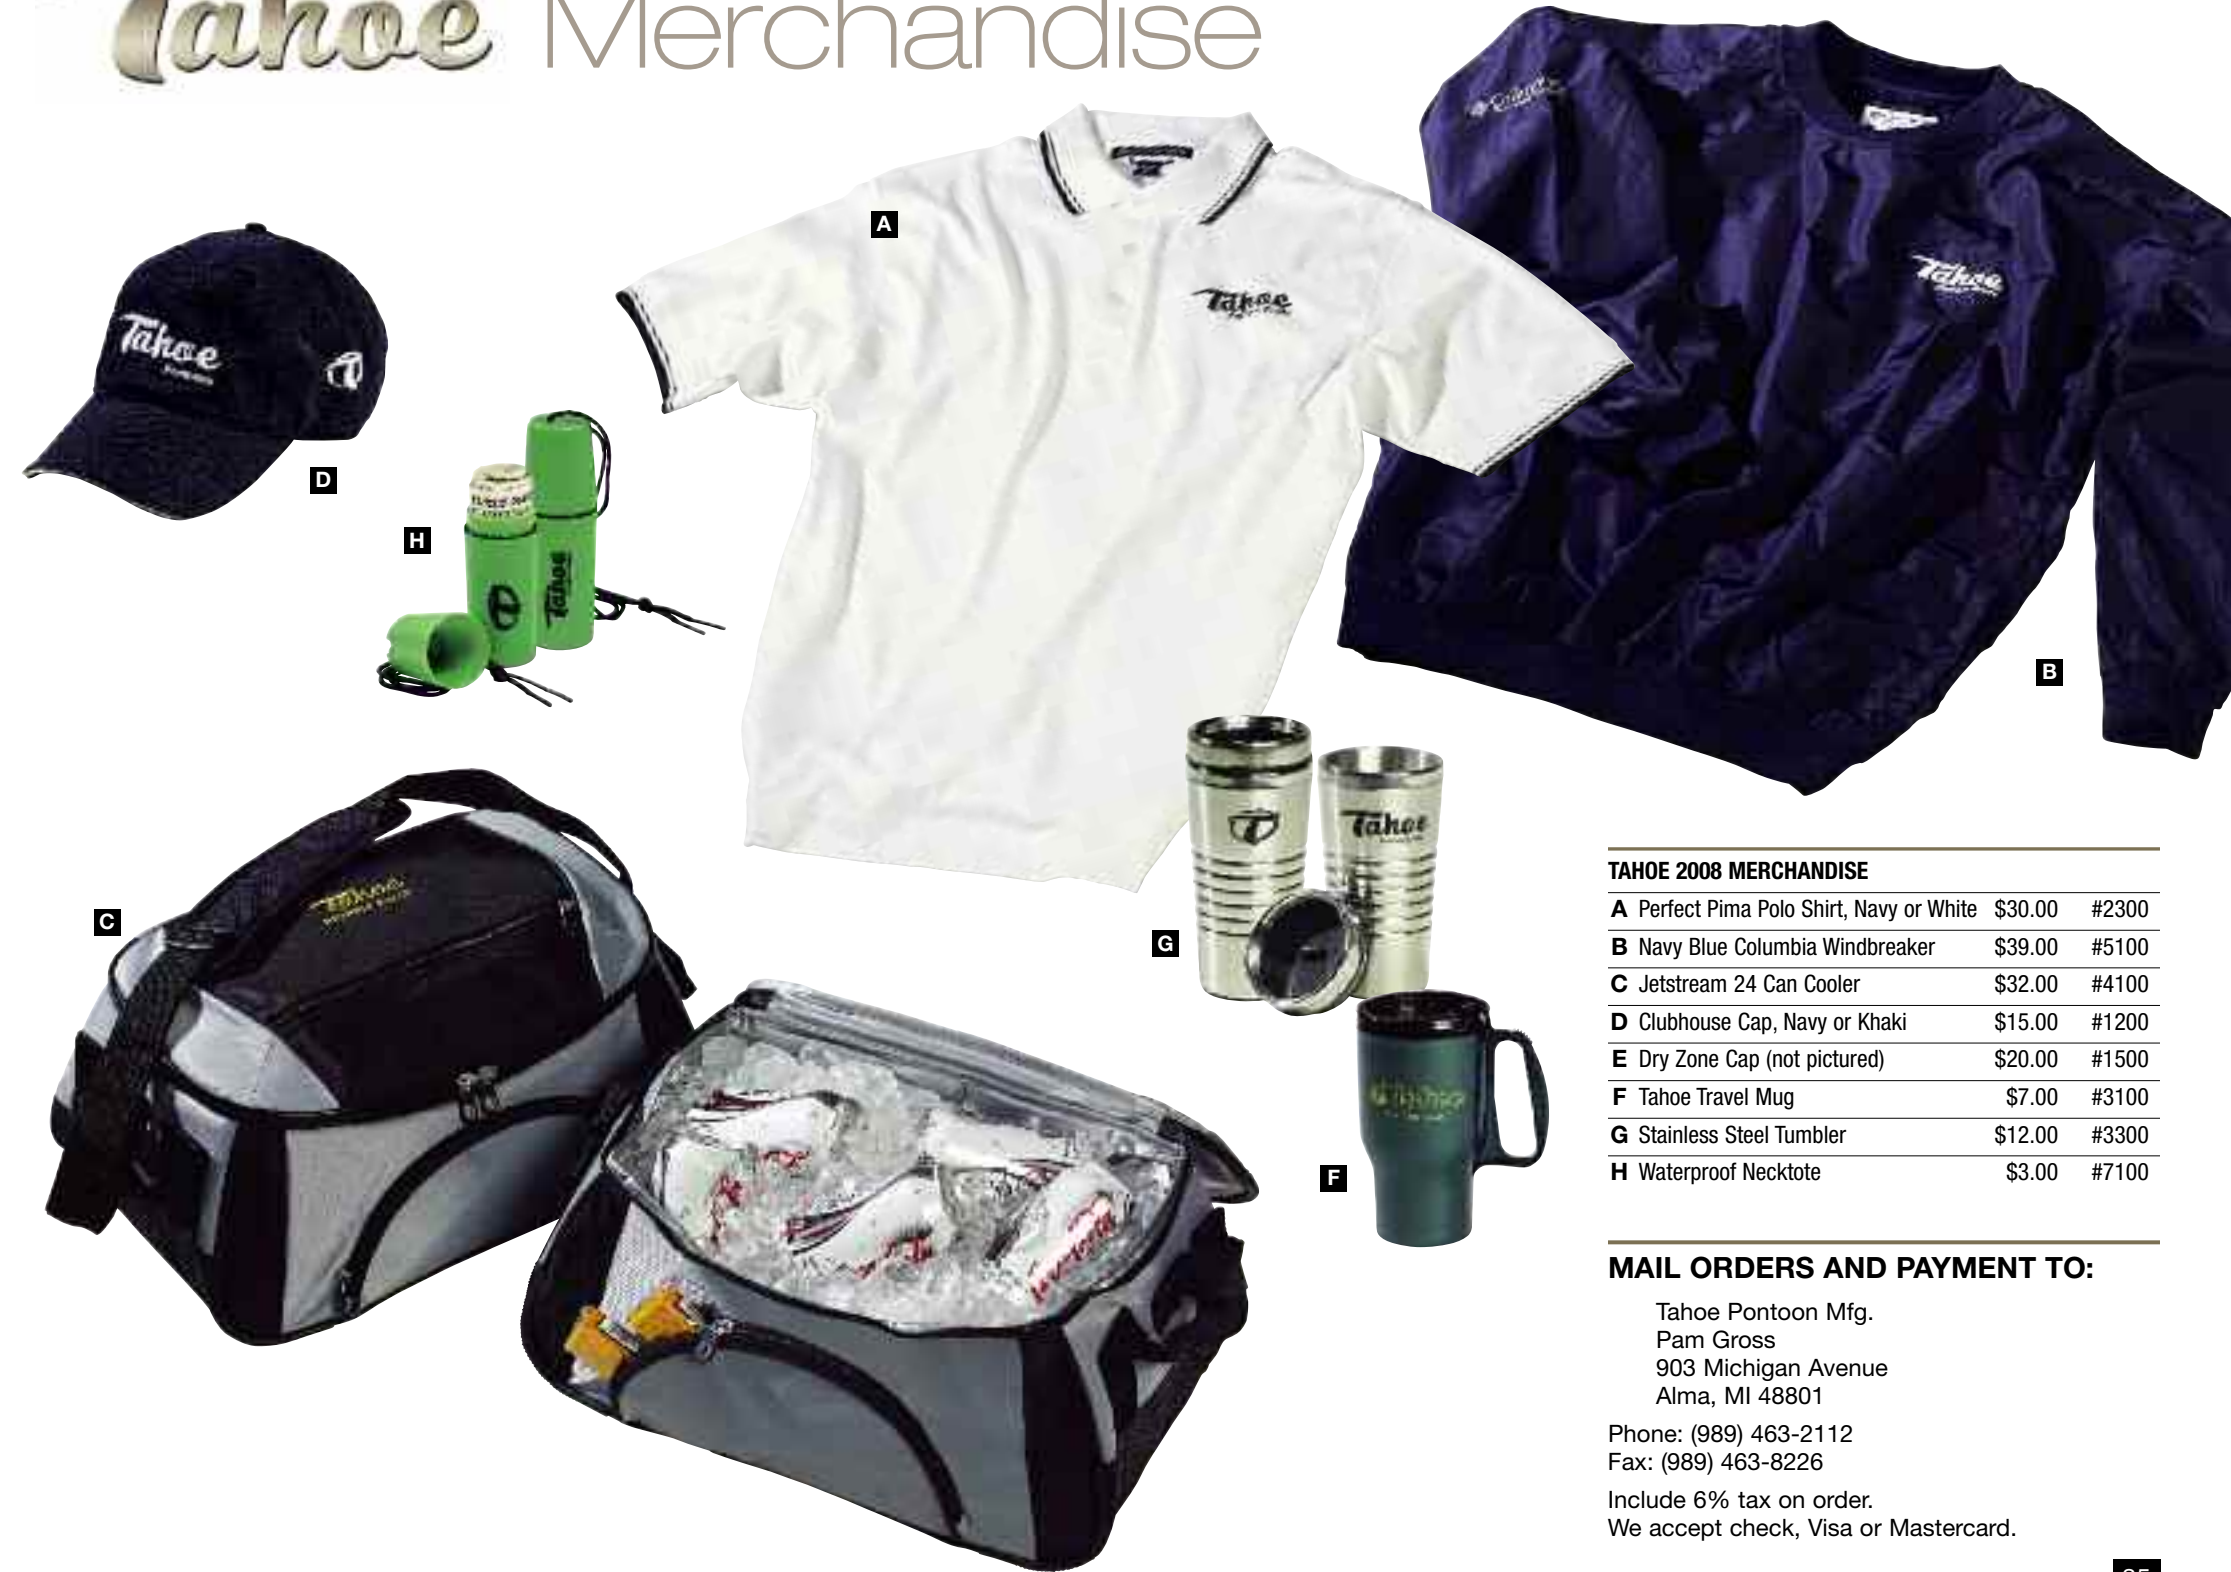 Tahoe Merchandise
A
Tahoe
Tahoe
Tahoe
D
H
Tahoe
B
Tahoe
C
Tahoe
G
F
TAHOE 2008 MERCHANDISE
A Perfect Pima Polo Shirt, Navy or White $30.00 #2300
B Navy Blue Columbia Windbreaker $39.00 #5100
C Jetstream 24 Can Cooler $32.00 #4100
D Clubhouse Cap, Navy or Khaki $15.00 #1200
E Dry Zone Cap (not pictured) $20.00 #1500
F Tahoe Travel Mug $7.00 #3100
G Stainless Steel Tumbler $12.00 #3300
H Waterproof Necktote $3.00 #7100
MAIL ORDERS AND PAYMENT TO:
Tahoe Pontoon Mfg.
Pam Gross
903 Michigan Avenue
Alma, MI 48801
Phone: (989) 463-2112
Fax: (989) 463-8226
Include 6% tax on order.
We accept check, Visa or Mastercard.